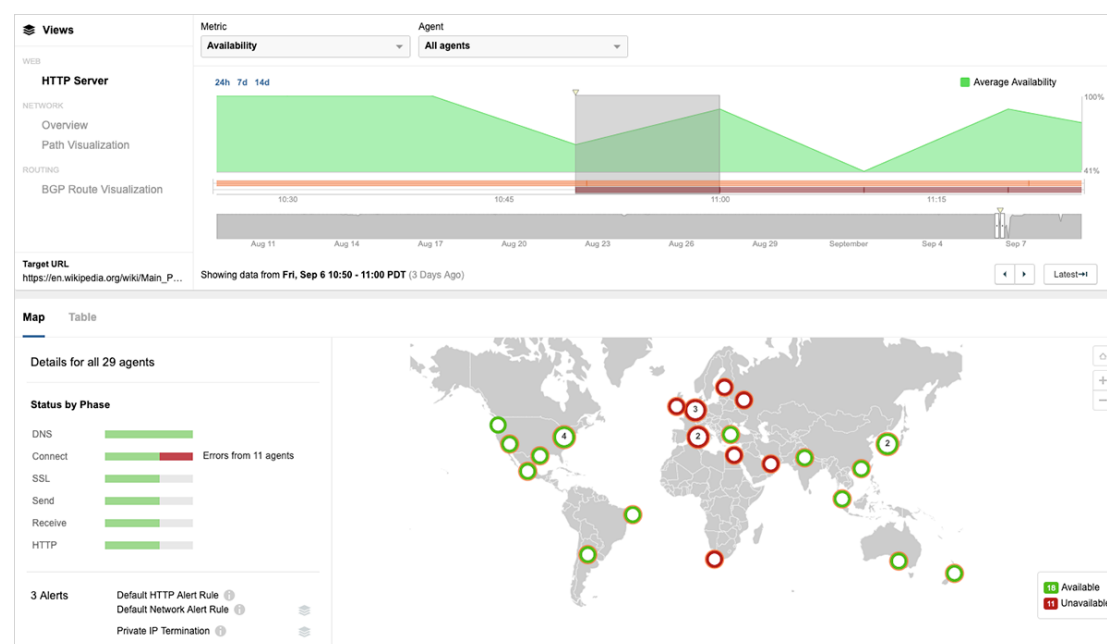 Views
WEB
HTTP Server
NETWORK
Overview
Path Visualization
ROUTING
BGP Route Visualization
Target URL
https://en.wikipedia.org/wiki/Main_P...
Metric
Availability
Agent
All agents
24h 7d 14d
Average Availability
100%
41%
10:30 10:45 11:00 11:15
Aug 11 Aug 14 Aug 17 Aug 20 Aug 23 Aug 26 Aug 29 September Sep 4 Sep 7
Showing data from Fri, Sep 6 10:50 - 11:00 PDT (3 Days Ago)
Latest
Map Table
Details for all 29 agents
Status by Phase
DNS
Connect Errors from 11 agents
SSL
Send
Receive
HTTP
3 Alerts Default HTTP Alert Rule
Default Network Alert Rule
Private IP Termination
3
4
2
2
18 Available
11 Unavailable